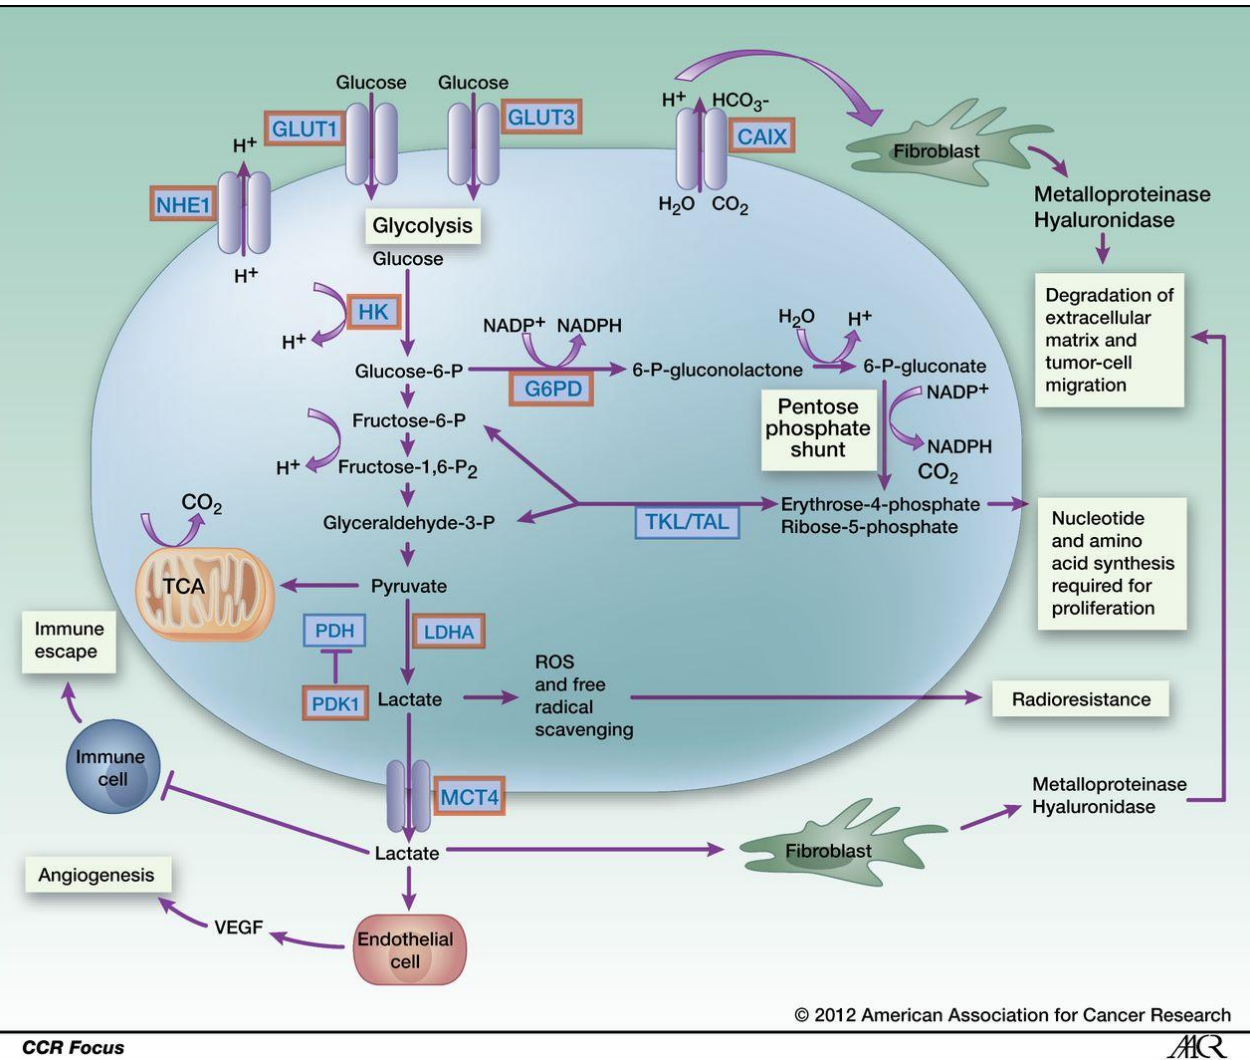 Glucose Glucose
GLUT1
GLUT3
H+ HCO3-
CAIX
Fibroblast
H+
NHE1
H+
H2O CO2
Metalloproteinase
Hyaluronidase
Glycolysis
Glucose
HK
H+
Degradation of
extracellular
matrix and
tumor-cell
migration
NADP+ NADPH
H2O
H+
Glucose-6-P
G6PD
6-P-gluconolactone
6-P-gluconate
NADP+
NADPH
CO2
Pentose
phosphate
shunt
Fructose-6-P
H+
Fructose-1,6-P2
Glyceraldehyde-3-P
TKL/TAL
Erythrose-4-phosphate
Ribose-5-phosphate
Nucleotide
and amino
acid synthesis
required for
proliferation
CO2
TCA
Pyruvate
PDH
LDHA
PDK1
Lactate
ROS
and free
radical
scavenging
Radioresistance
Immune
escape
Immune
cell
MCT4
Lactate
Fibroblast
Metalloproteinase
Hyaluronidase
Angiogenesis
VEGF
Endothelial
cell
© 2012 American Association for Cancer Research
CCR Focus
AACR